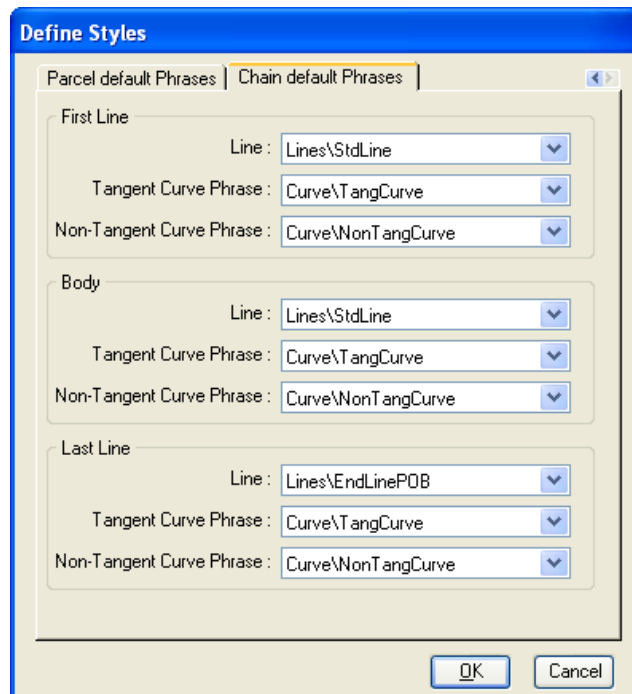 Define Styles
Parcel default Phrases Chain default Phrases
First Line
Line : Lines\StdLine
Tangent Curve Phrase : Curve\TangCurve
Non-Tangent Curve Phrase : Curve\NonTangCurve
Body
Line : Lines\StdLine
Tangent Curve Phrase : Curve\TangCurve
Non-Tangent Curve Phrase : Curve\NonTangCurve
Last Line
Line : Lines\EndLinePOB
Tangent Curve Phrase : Curve\TangCurve
Non-Tangent Curve Phrase : Curve\NonTangCurve
OK Cancel